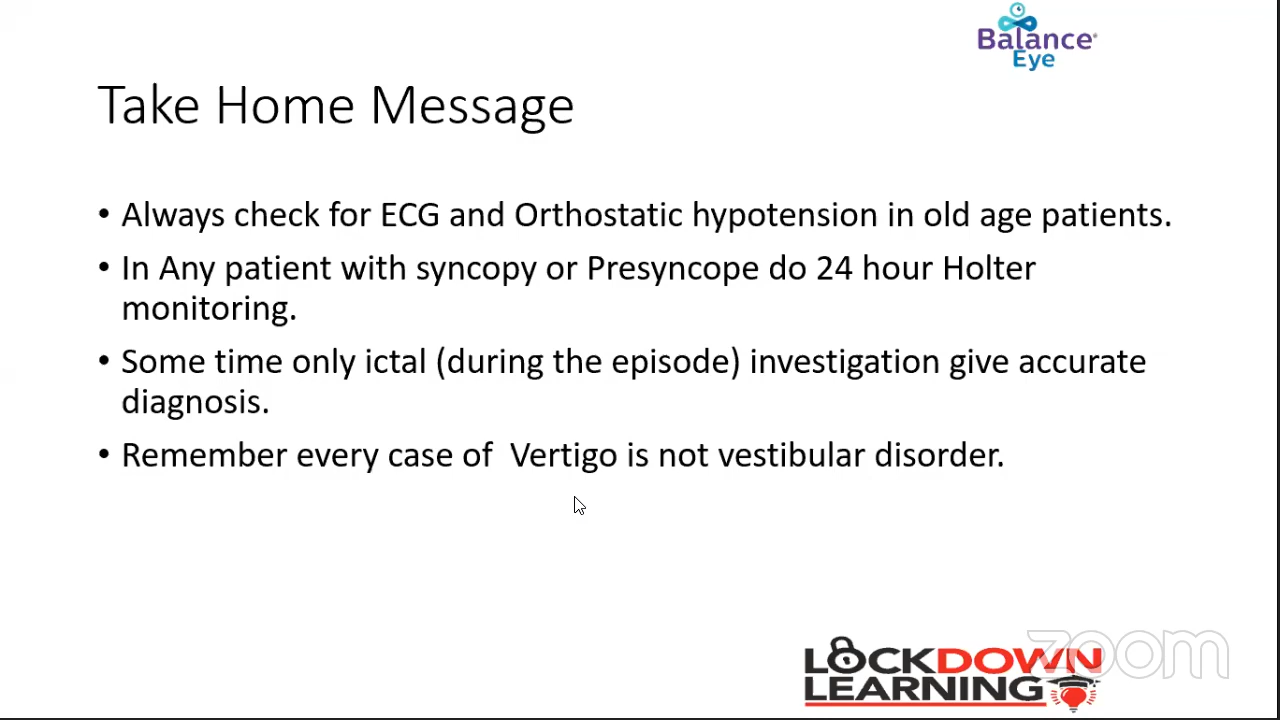 Balance
Eye
Take Home Message
• Always check for ECG and Orthostatic hypotension in old age patients.
• In Any patient with syncopy or Presyncope do 24 hour Holter
monitoring.
• Some time only ictal (during the episode) investigation give accurate
diagnosis.
• Remember every case of  Vertigo is not vestibular disorder.
LOCKDOWN
LEARNING
zoom